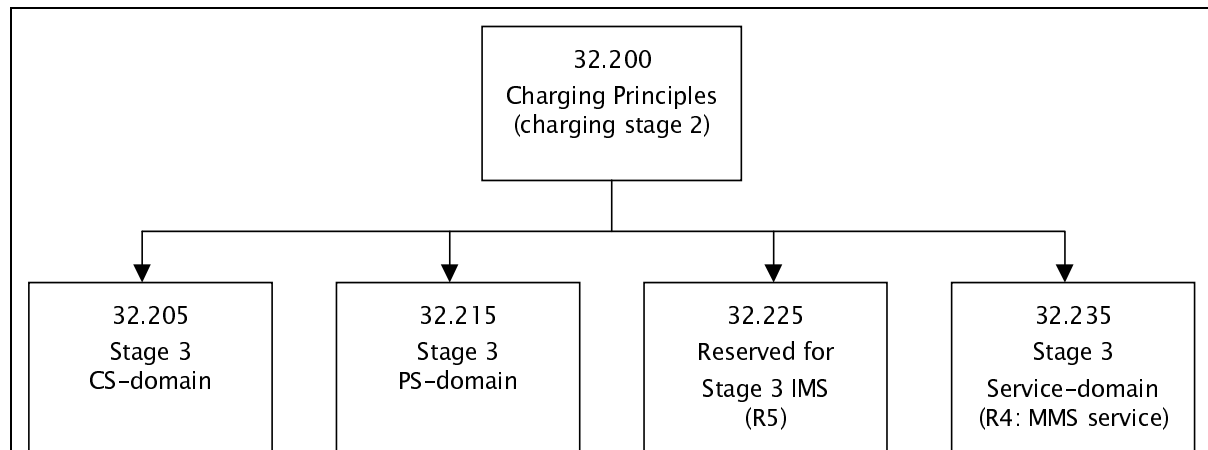 32.200
Charging Principles
(charging stage 2)
32.205
Stage 3
CS-domain
32.215
Stage 3
PS-domain
32.225
Reserved for
Stage 3 IMS
(R5)
32.235
Stage 3
Service-domain
(R4: MMS service)